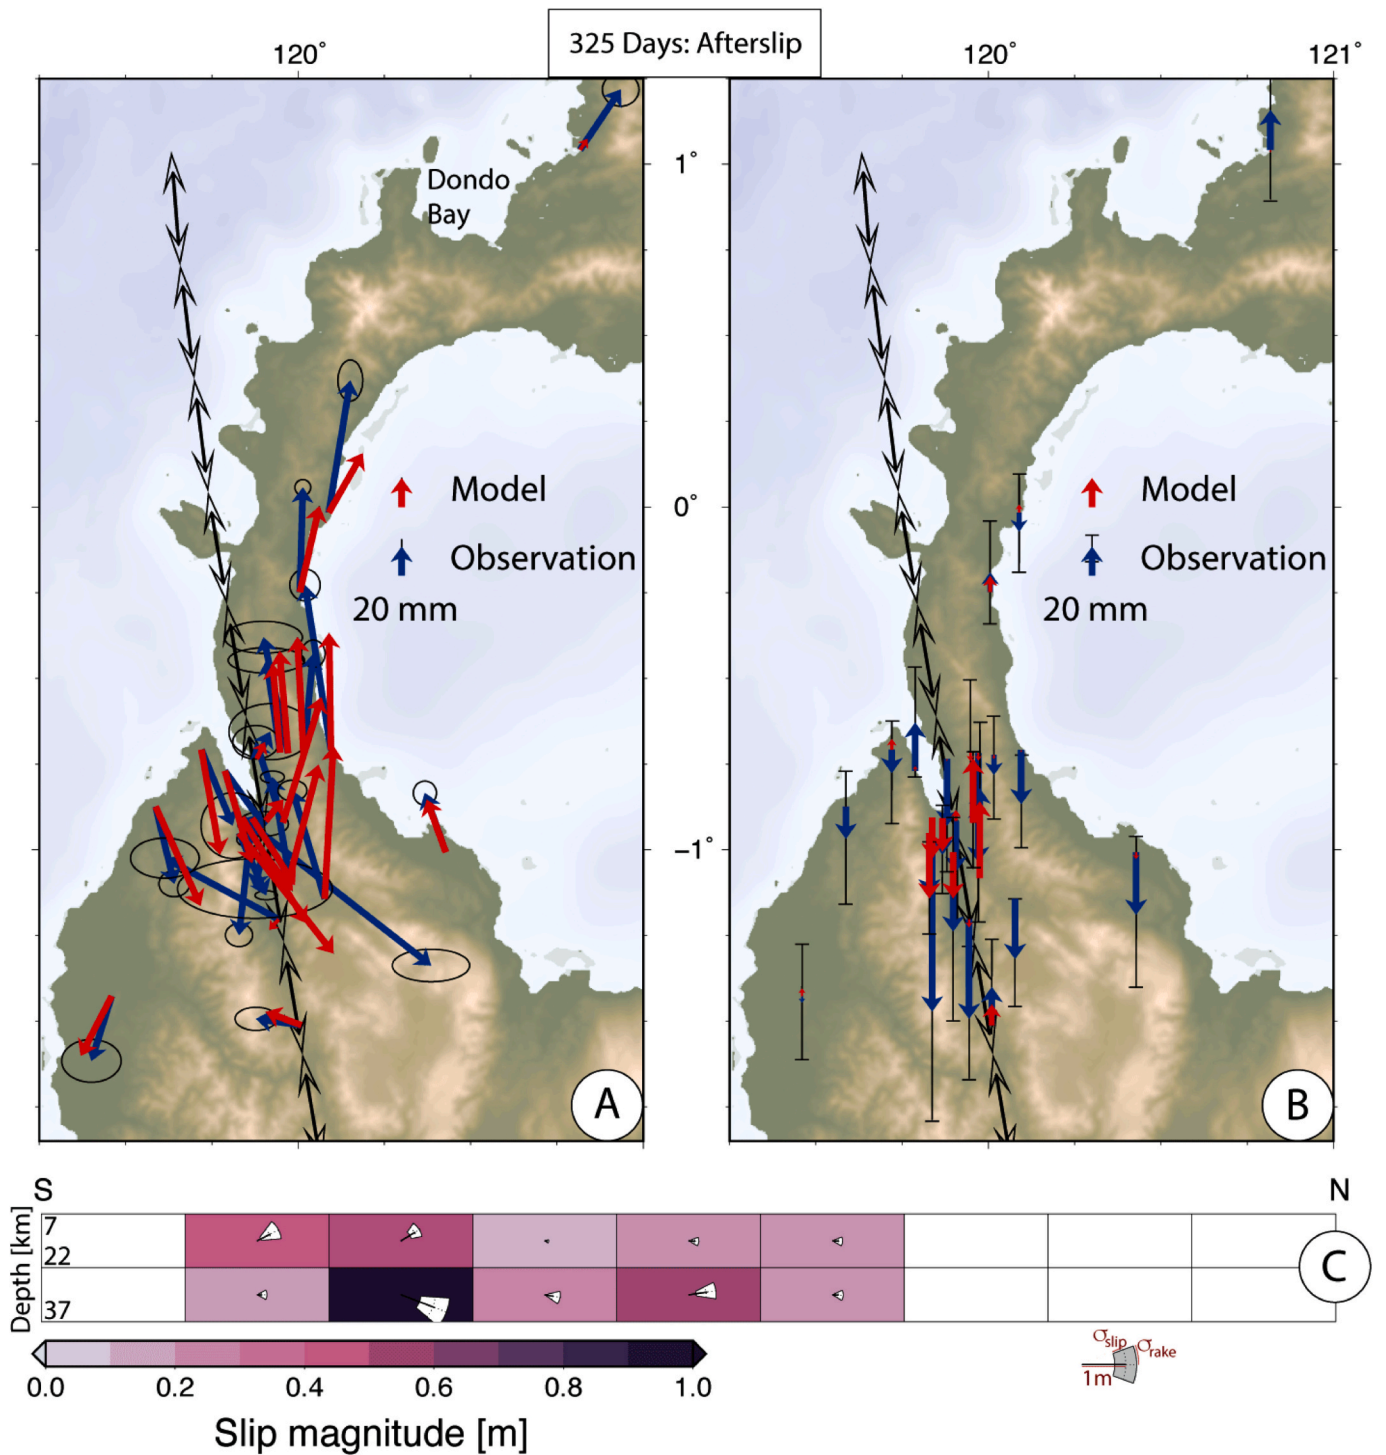 325 Days: Afterslip
120°
120°
121°
1°
0°
−1°
Dondo
Bay
Model
Observation
20 mm
A
Model
Observation
20 mm
B
S
N
Depth [km]
7
22
37
C
0.0 0.2 0.4 0.6 0.8 1.0
Slip magnitude [m]
σslip
σrake
1m